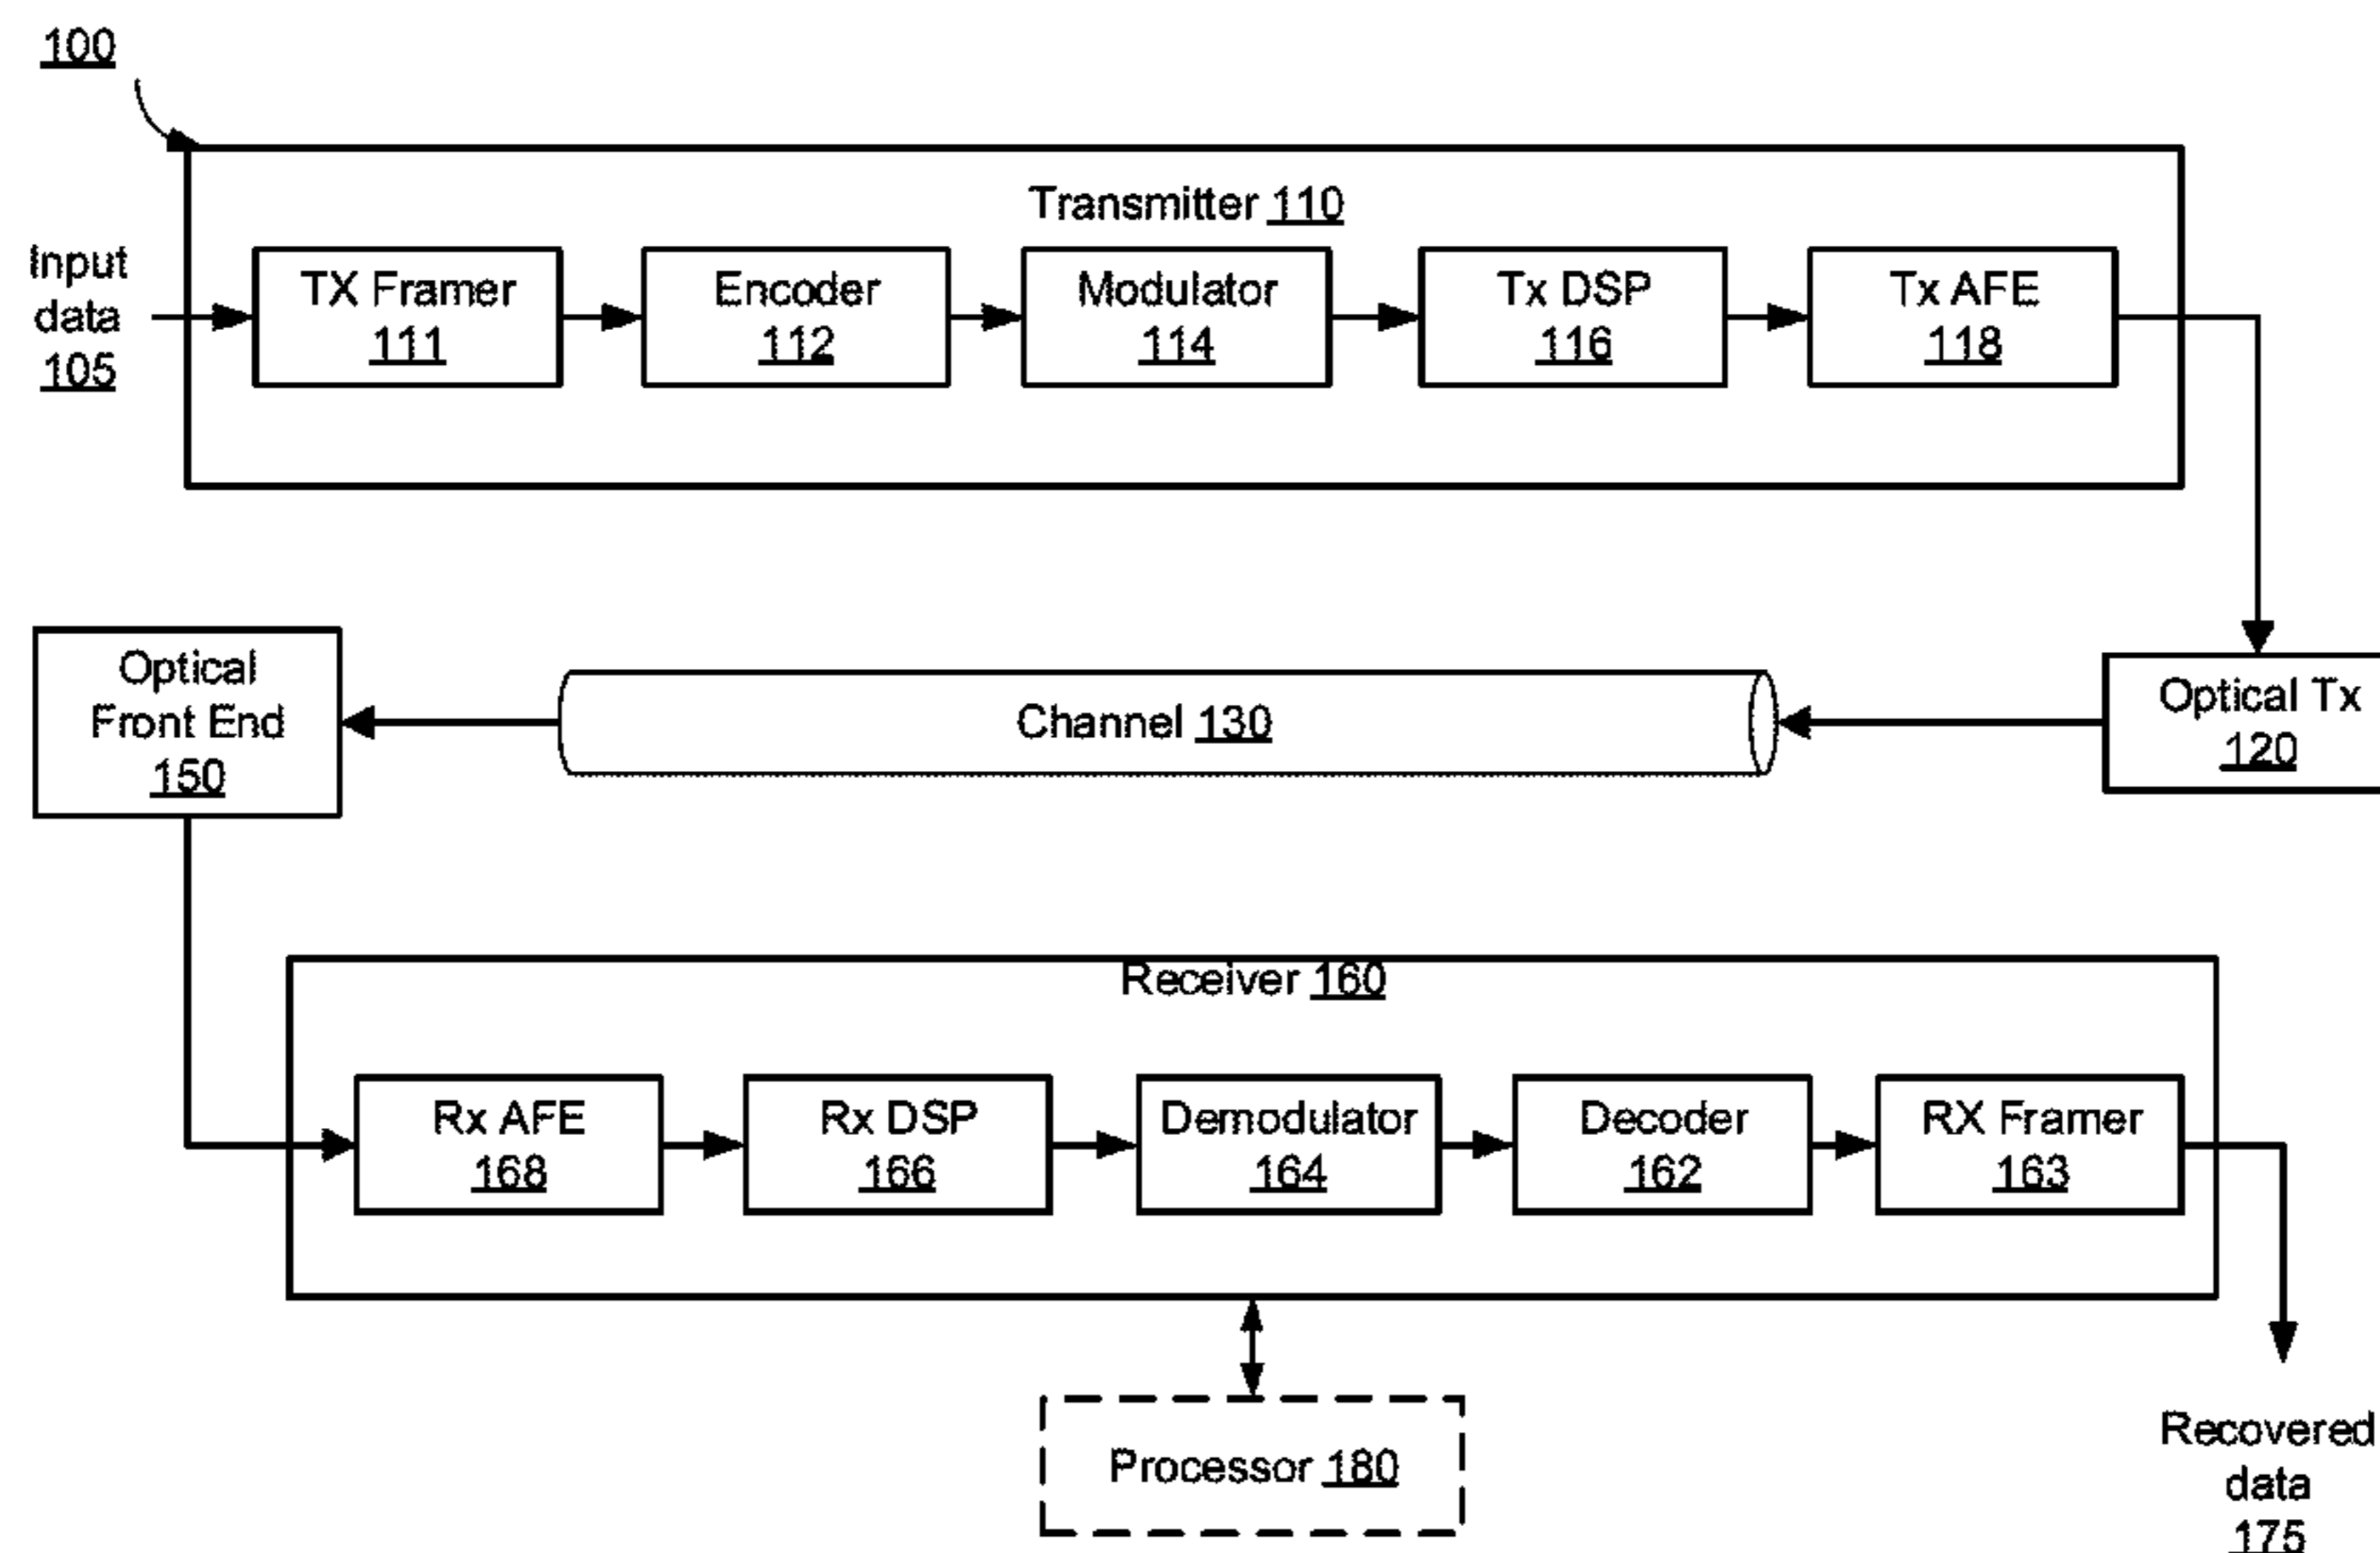 100
Transmitter 110
Input
data
105
TX Framer
111
Encoder
112
Modulator
114
Tx DSP
116
Tx AFE
118
Optical
Front End
150
Channel 130
Optical Tx
120
Receiver 160
Rx AFE
168
Rx DSP
166
Demodulator
164
Decoder
162
RX Framer
163
Processor 180
Recovered
data
175